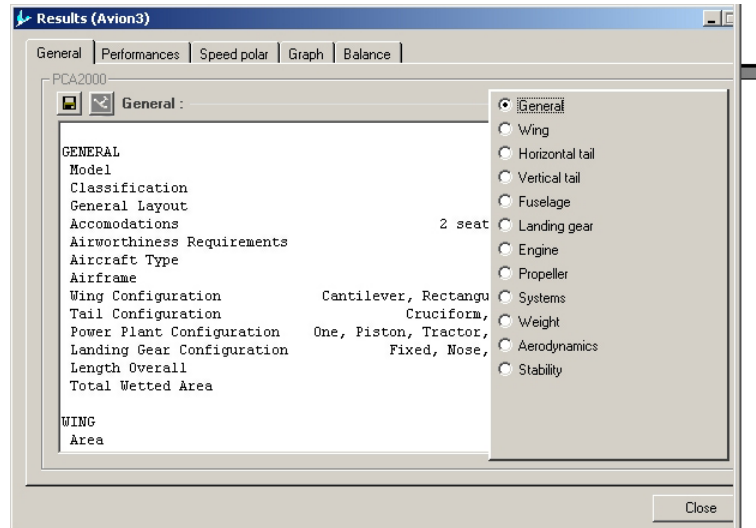 Results (Avion3)
General Performances Speed polar Graph Balance
PCA2000
General :
GENERAL
Model
Classification
General Layout
Accomodations 2 seat
Airworthiness Requirements
Aircraft Type
Airframe
Wing Configuration Cantilever, Rectangu
Tail Configuration Cruciform,
Power Plant Configuration One, Piston, Tractor,
Landing Gear Configuration Fixed, Nose,
Length Overall
Total Wetted Area
WING
Area
General
Wing
Horizontal tail
Vertical tail
Fuselage
Landing gear
Engine
Propeller
Systems
Weight
Aerodynamics
Stability
Close